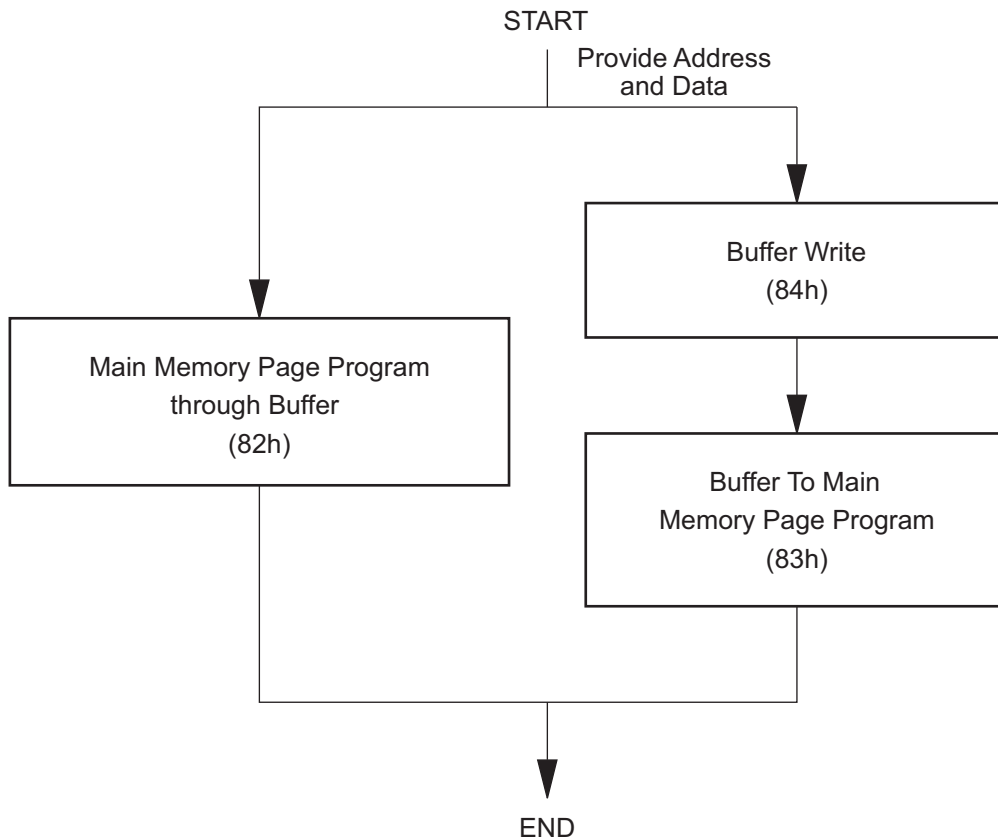 START
Provide Address
and Data
Buffer Write
(84h)
Main Memory Page Program
through Buffer
(82h)
Buffer To Main
Memory Page Program
(83h)
END